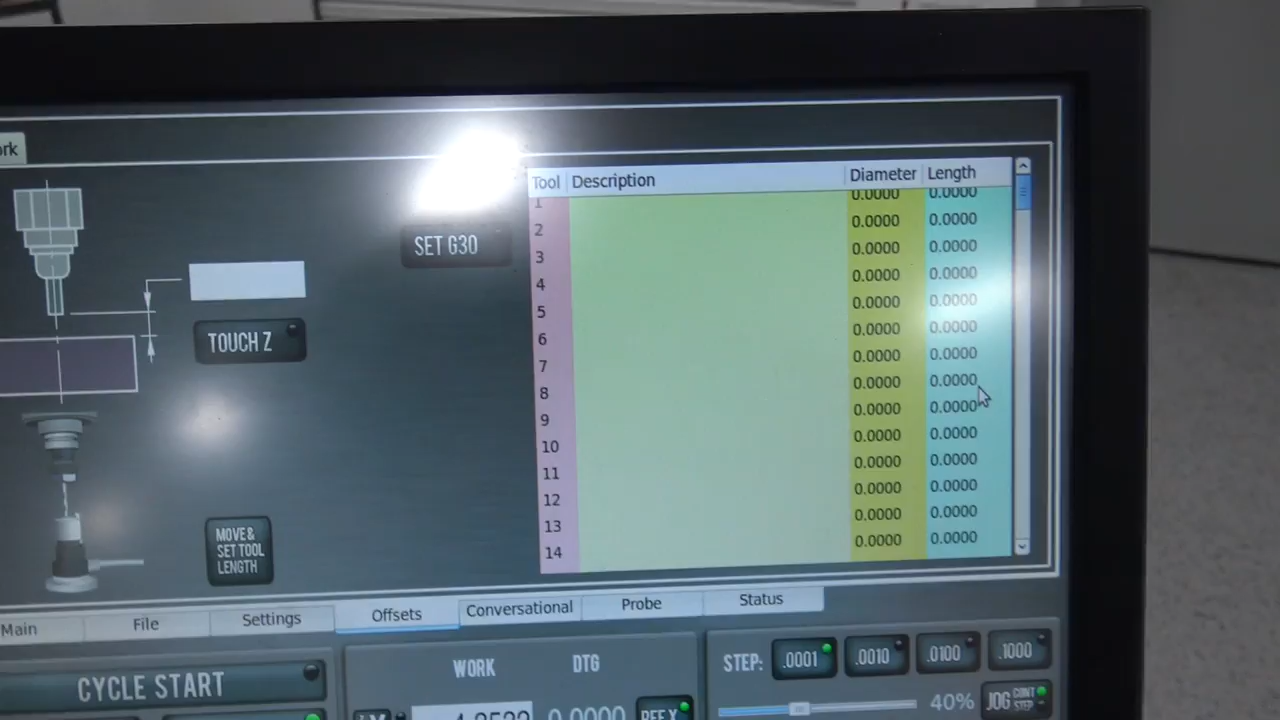 ork
Tool Description Diameter Length
1 0.0000 0.0000
2 0.0000 0.0000
3 0.0000 0.0000
4 0.0000 0.0000
5 0.0000 0.0000
6 0.0000 0.0000
7 0.0000 0.0000
8 0.0000 0.0000
9 0.0000 0.0000
10 0.0000 0.0000
11 0.0000 0.0000
12 0.0000 0.0000
13 0.0000 0.0000
14 0.0000 0.0000
SET G30
TOUCH Z
MOVE &
SET TOOL
LENGTH
Main File Settings Offsets Conversational Probe Status
CYCLE START
WORK DTG
STEP: .0001 .0010 .0100 .1000
0.0000 REF X
40% JOG CONT
STEP